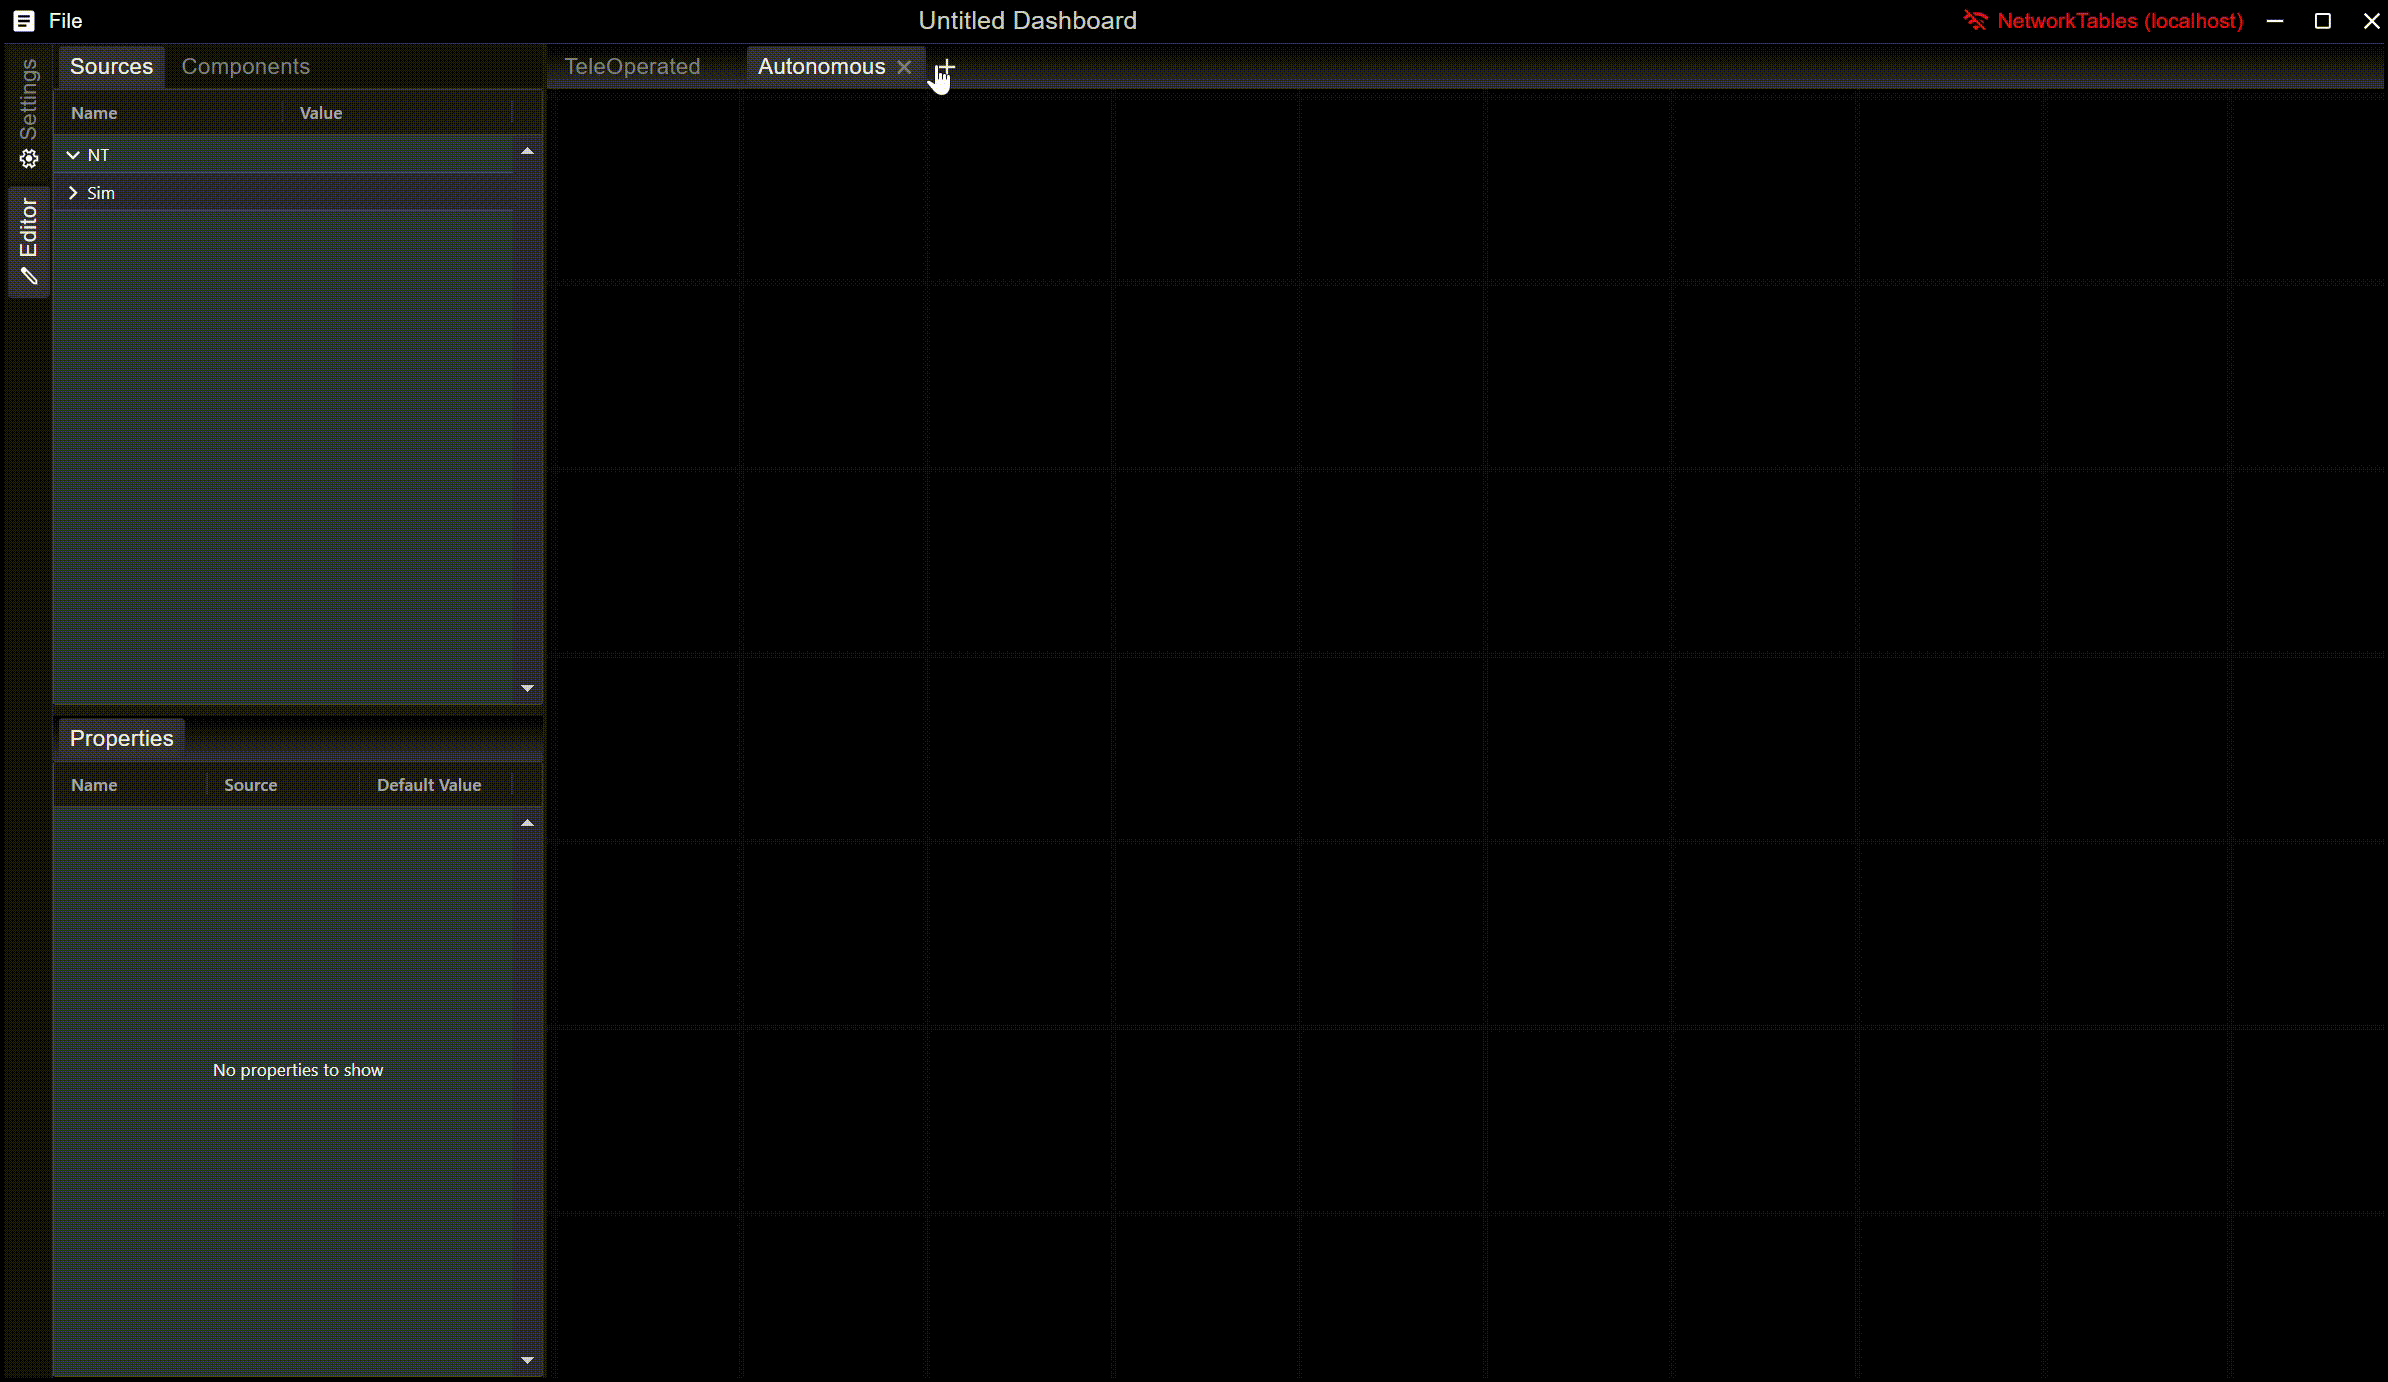 File
Untitled Dashboard
NetworkTables (localhost)
Settings
Editor
Sources
Components
Name
Value
NT
Sim
Properties
Name
Source
Default Value
No properties to show
TeleOperated
Autonomous